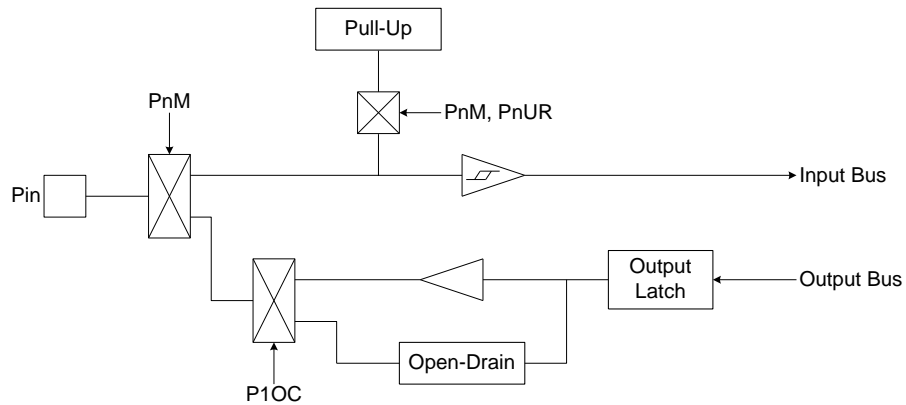 Pull-Up
PnM
PnM, PnUR
Pin
Input Bus
Output
Latch
Output Bus
Open-Drain
P1OC